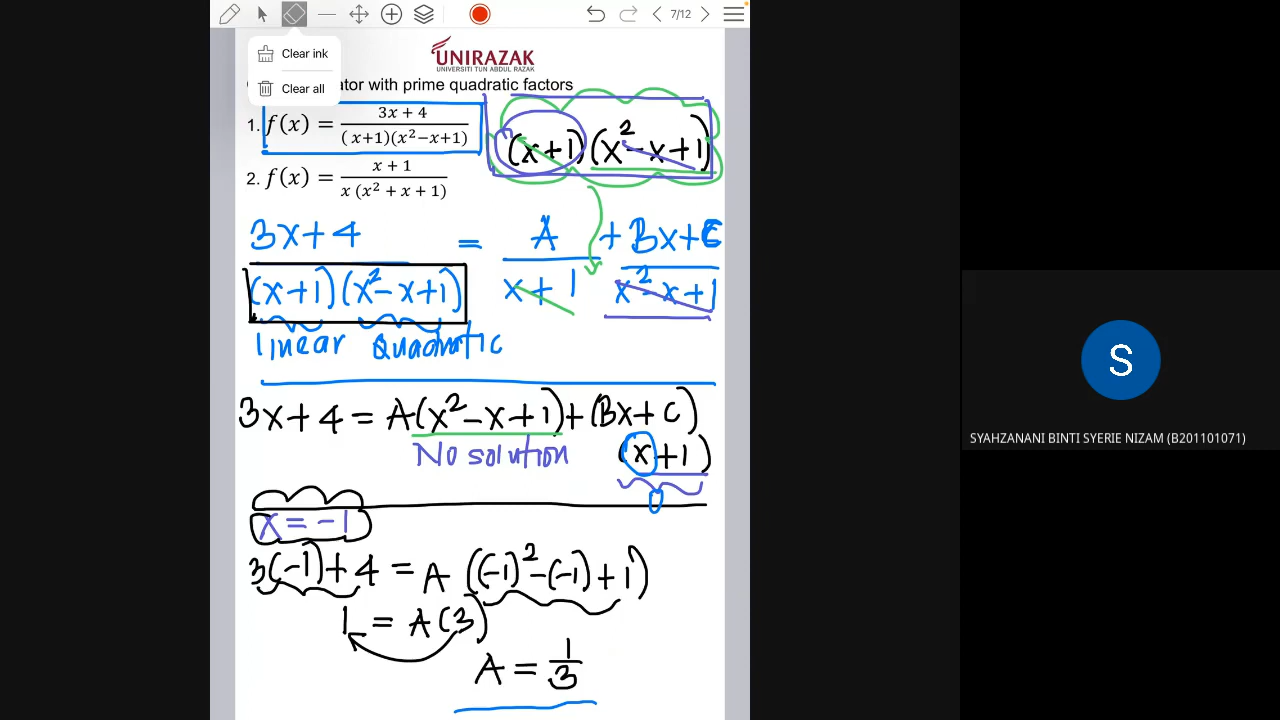 7/12
Clear ink
Clear all
UNIRAZAK
UNIVERSITI TUN ABDUL RAZAK
ator with prime quadratic factors
1. f(x) = (3x + 4)/((x+1)(x²−x+1))
(x+1)(x²−x+1)
2. f(x) = (x + 1)/(x (x² + x + 1))
3x+4 / (x+1)(x²−x+1) = A / x+1 + Bx+C / x²−x+1
linear quadratic
3x+4 = A(x²−x+1)+(Bx+C)
No solution (x+1)
0
x = −1
3(−1)+4 = A ((−1)²−(−1)+1)
1 = A(3)
A = 1/3
S
SYAHZANANI BINTI SYERIE NIZAM (B201101071)